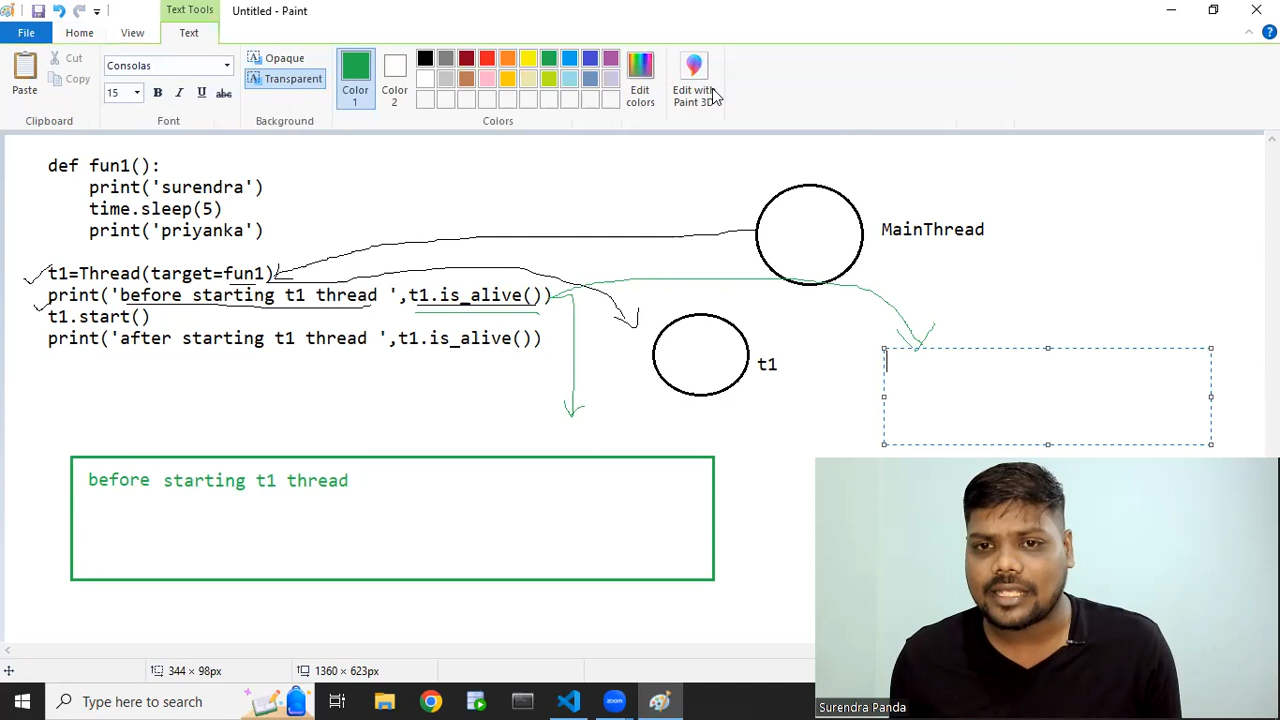 Text Tools
Untitled - Paint
File
Home
View
Text
Paste
Cut
Copy
Clipboard
Consolas
15
B I U abc
Font
Opaque
Transparent
Background
Color 1
Color 2
Colors
Edit colors
Edit with Paint 3D
def fun1():
print('surendra')
time.sleep(5)
print('priyanka')
t1=Thread(target=fun1)
print('before starting t1 thread ',t1.is_alive())
t1.start()
print('after starting t1 thread ',t1.is_alive())
MainThread
t1
before starting t1 thread
344 × 98px
1360 × 623px
Type here to search
zoom
Surendra Panda